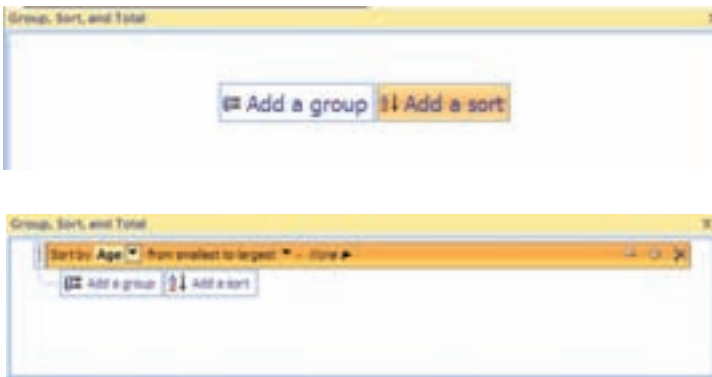 Group, Sort, and Total
Add a group Add a sort
Group, Sort, and Total
Sort by Age from smallest to largest - More
Add a group Add a sort